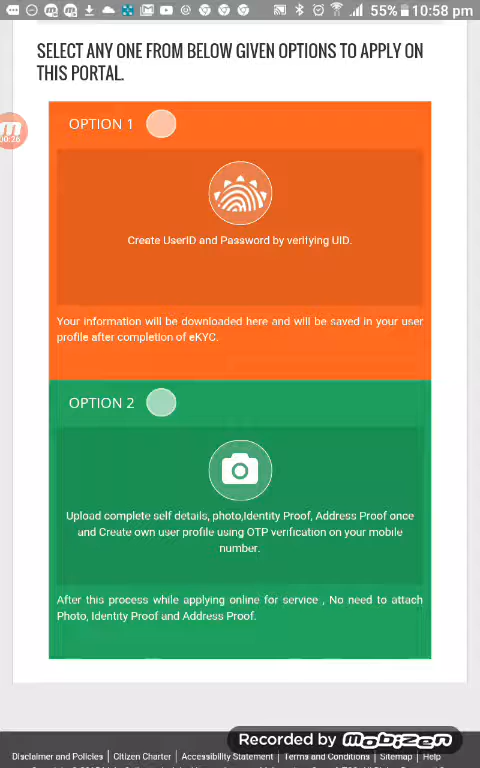 55% 10:58 pm
SELECT ANY ONE FROM BELOW GIVEN OPTIONS TO APPLY ON
THIS PORTAL.
00:26
OPTION 1
Create UserID and Password by verifying UID.
Your information will be downloaded here and will be saved in your user
profile after completion of eKYC.
OPTION 2
Upload complete self details, photo,Identity Proof, Address Proof once
and Create own user profile using OTP verification on your mobile
number.
After this process while applying online for service , No need to attach
Photo, Identity Proof and Address Proof.
Recorded by Mobizen
Disclaimer and Policies | Citizen Charter | Accessibility Statement | Terms and Conditions | Sitemap | Help